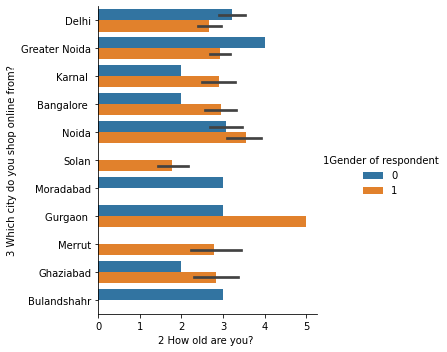 3 Which city do you shop online from?
Delhi
Greater Noida
Karnal
Bangalore
Noida
Solan
Moradabad
Gurgaon
Merrut
Ghaziabad
Bulandshahr
0 1 2 3 4 5
2 How old are you?
1Gender of respondent
0
1